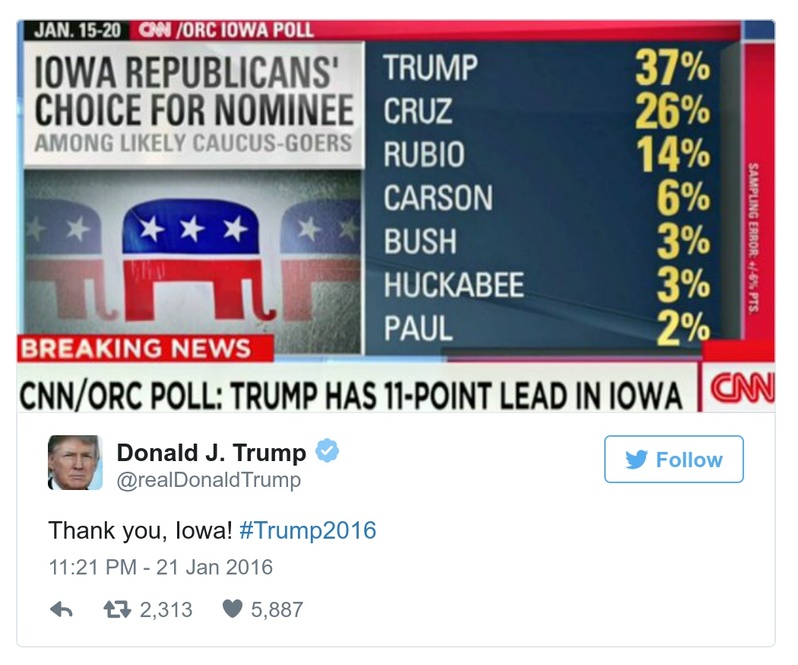 JAN. 15-20 CNN /ORC IOWA POLL
IOWA REPUBLICANS'
CHOICE FOR NOMINEE
AMONG LIKELY CAUCUS-GOERS
TRUMP 37%
CRUZ 26%
RUBIO 14%
CARSON 6%
BUSH 3%
HUCKABEE 3%
PAUL 2%
SAMPLING ERROR: +/-6% PTS.
BREAKING NEWS
CNN/ORC POLL: TRUMP HAS 11-POINT LEAD IN IOWA CNN
Donald J. Trump
@realDonaldTrump
Follow
Thank you, Iowa! #Trump2016
11:21 PM - 21 Jan 2016
2,313 5,887